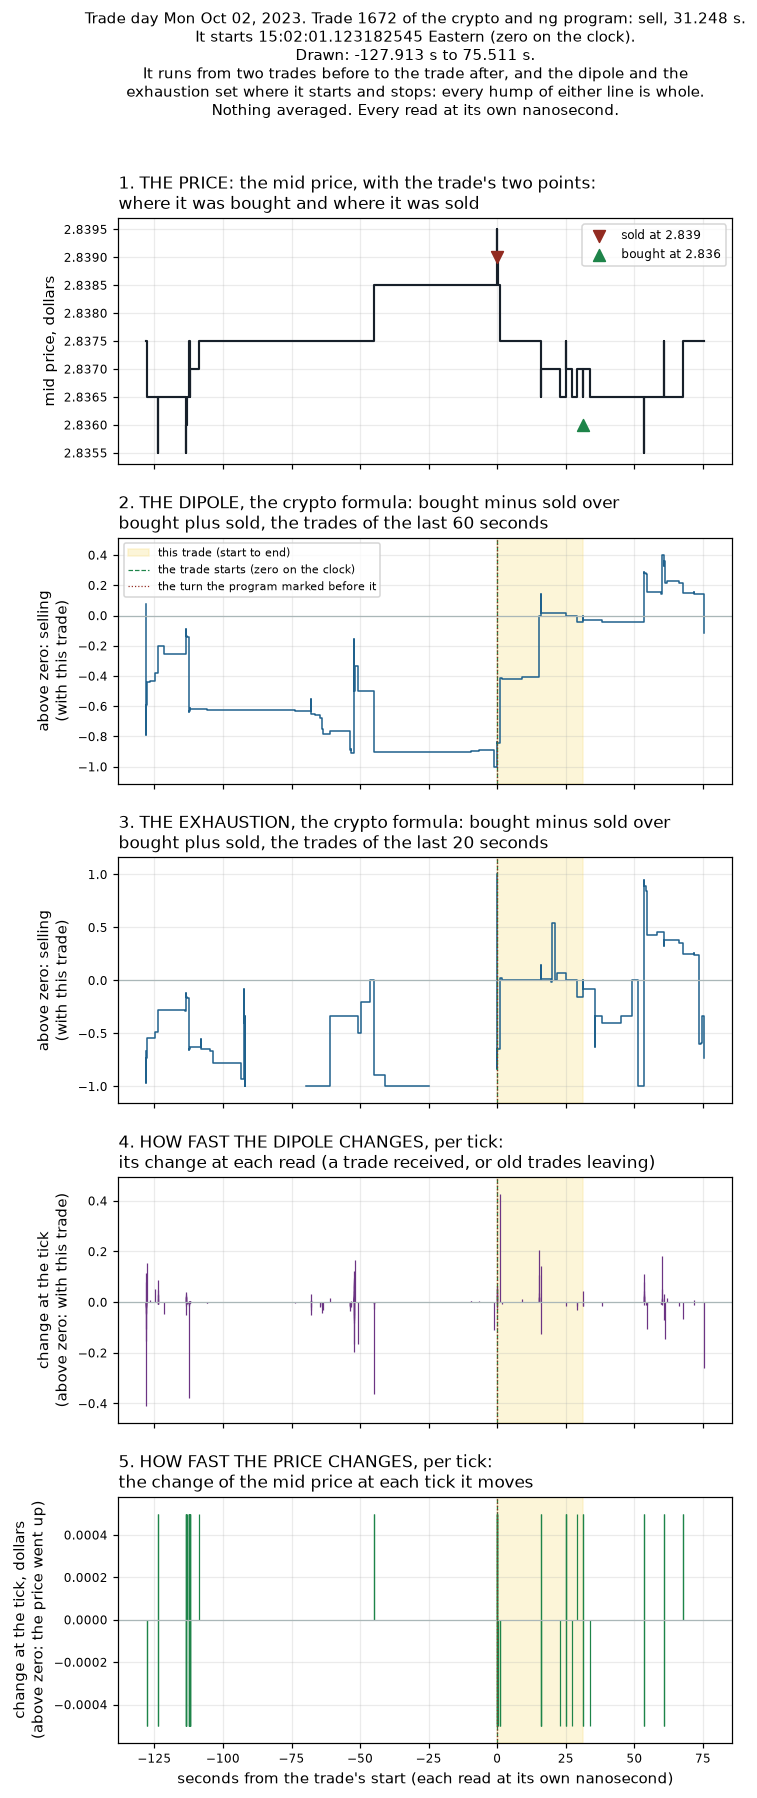 Trade day Mon Oct 02, 2023. Trade 1672 of the crypto and ng program: sell, 31.248 s.
It starts 15:02:01.123182545 Eastern (zero on the clock).
Drawn: -127.913 s to 75.511 s.
It runs from two trades before to the trade after, and the dipole and the
exhaustion set where it starts and stops: every hump of either line is whole.
Nothing averaged. Every read at its own nanosecond.
1. THE PRICE: the mid price, with the trade's two points:
where it was bought and where it was sold
mid price, dollars
2.8395
2.8390
2.8385
2.8380
2.8375
2.8370
2.8365
2.8360
2.8355
sold at 2.839
bought at 2.836
2. THE DIPOLE, the crypto formula: bought minus sold over
bought plus sold, the trades of the last 60 seconds
above zero: selling
(with this trade)
0.4
0.2
0.0
−0.2
−0.4
−0.6
−0.8
−1.0
this trade (start to end)
the trade starts (zero on the clock)
the turn the program marked before it
3. THE EXHAUSTION, the crypto formula: bought minus sold over
bought plus sold, the trades of the last 20 seconds
above zero: selling
(with this trade)
1.0
0.5
0.0
−0.5
−1.0
4. HOW FAST THE DIPOLE CHANGES, per tick:
its change at each read (a trade received, or old trades leaving)
change at the tick
(above zero: with this trade)
0.4
0.2
0.0
−0.2
−0.4
5. HOW FAST THE PRICE CHANGES, per tick:
the change of the mid price at each tick it moves
change at the tick, dollars
(above zero: the price went up)
0.0004
0.0002
0.0000
−0.0002
−0.0004
−125
−100
−75
−50
−25
0
25
50
75
seconds from the trade's start (each read at its own nanosecond)